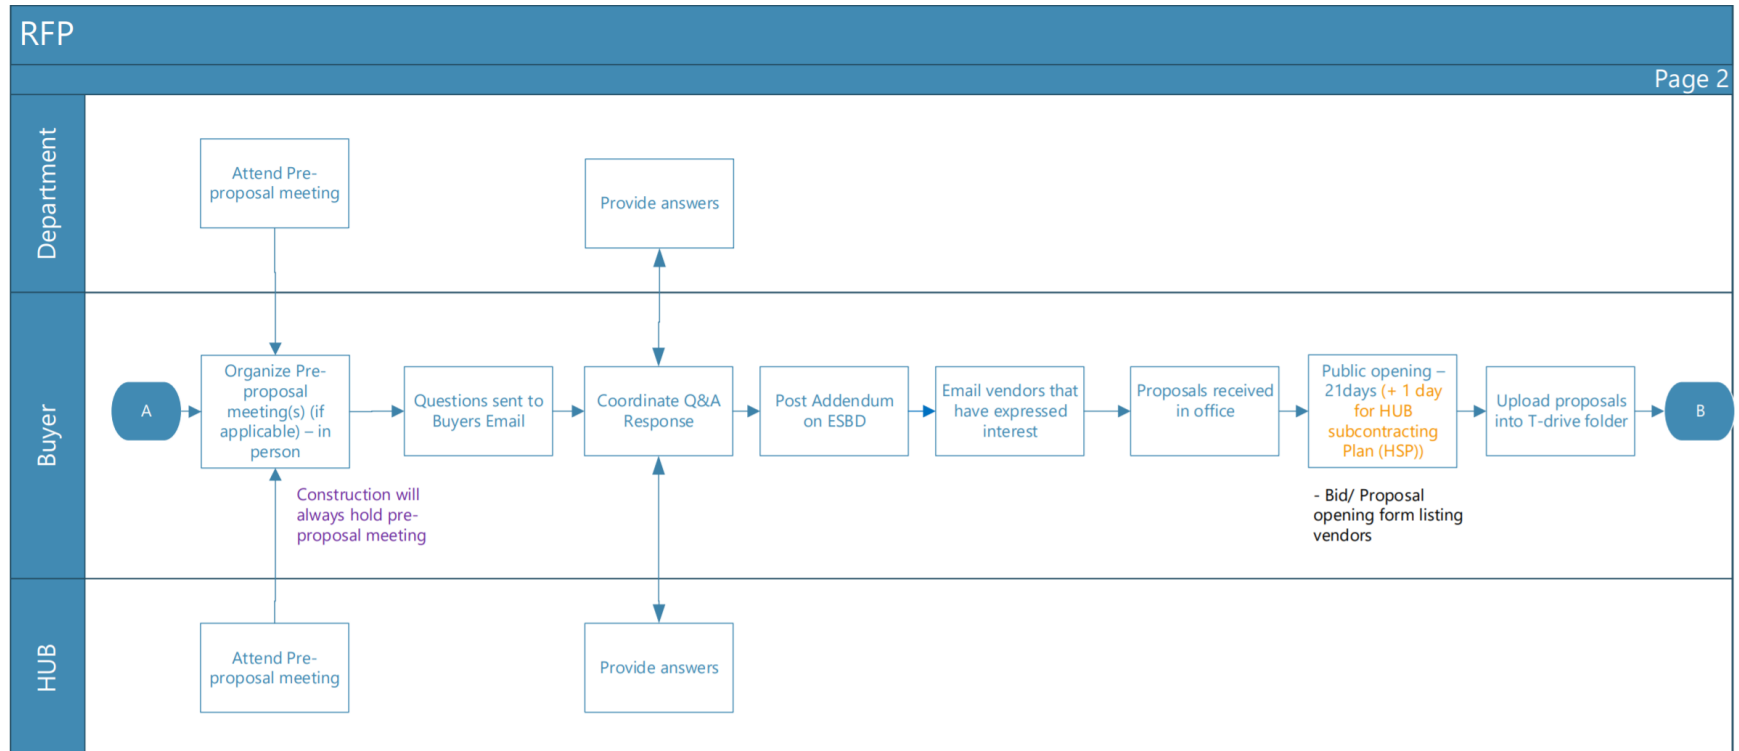 RFP
Page 2
Department
Attend Pre-
proposal meeting
Provide answers
Buyer
A
Organize Pre-
proposal
meeting(s) (if
applicable) – in
person
Construction will
always hold pre-
proposal meeting
Questions sent to
Buyers Email
Coordinate Q&A
Response
Post Addendum
on ESBD
Email vendors that
have expressed
interest
Proposals received
in office
Public opening –
21days (+ 1 day
for HUB
subcontracting
Plan (HSP))
- Bid/ Proposal
opening form listing
vendors
Upload proposals
into T-drive folder
B
HUB
Attend Pre-
proposal meeting
Provide answers